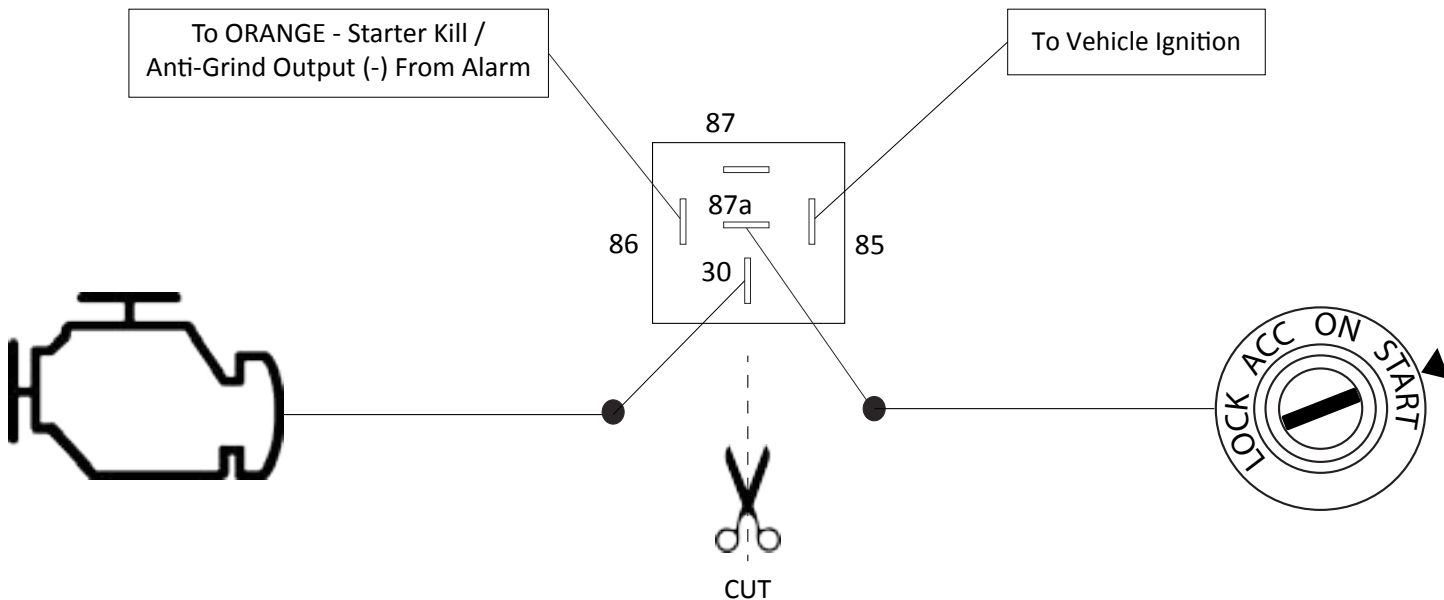 To ORANGE - Starter Kill /
Anti-Grind Output (-) From Alarm
To Vehicle Ignition
87
87a
86
85
30
LOCK ACC ON START
CUT